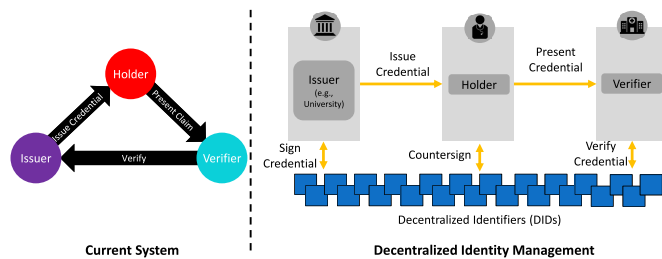 Holder
Issue Credential
Present Claim
Issuer
Verify
Verifier
Current System
Issuer
(e.g.,
University)
Issue
Credential
Holder
Present
Credential
Verifier
Sign
Credential
Countersign
Verify
Credential
Decentralized Identifiers (DIDs)
Decentralized Identity Management